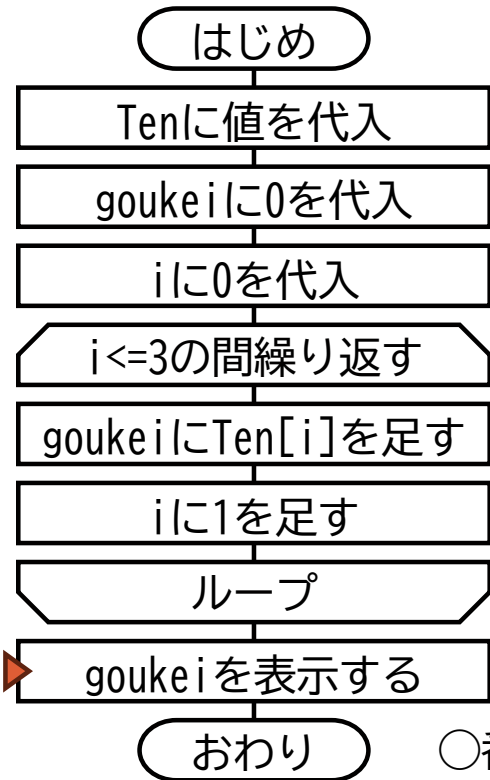 はじめ
Tenに値を代入
goukeiに0を代入
iに0を代入
i<=3の間繰り返す
goukeiにTen[i]を足す
iに1を足す
ループ
goukeiを表示する
おわり